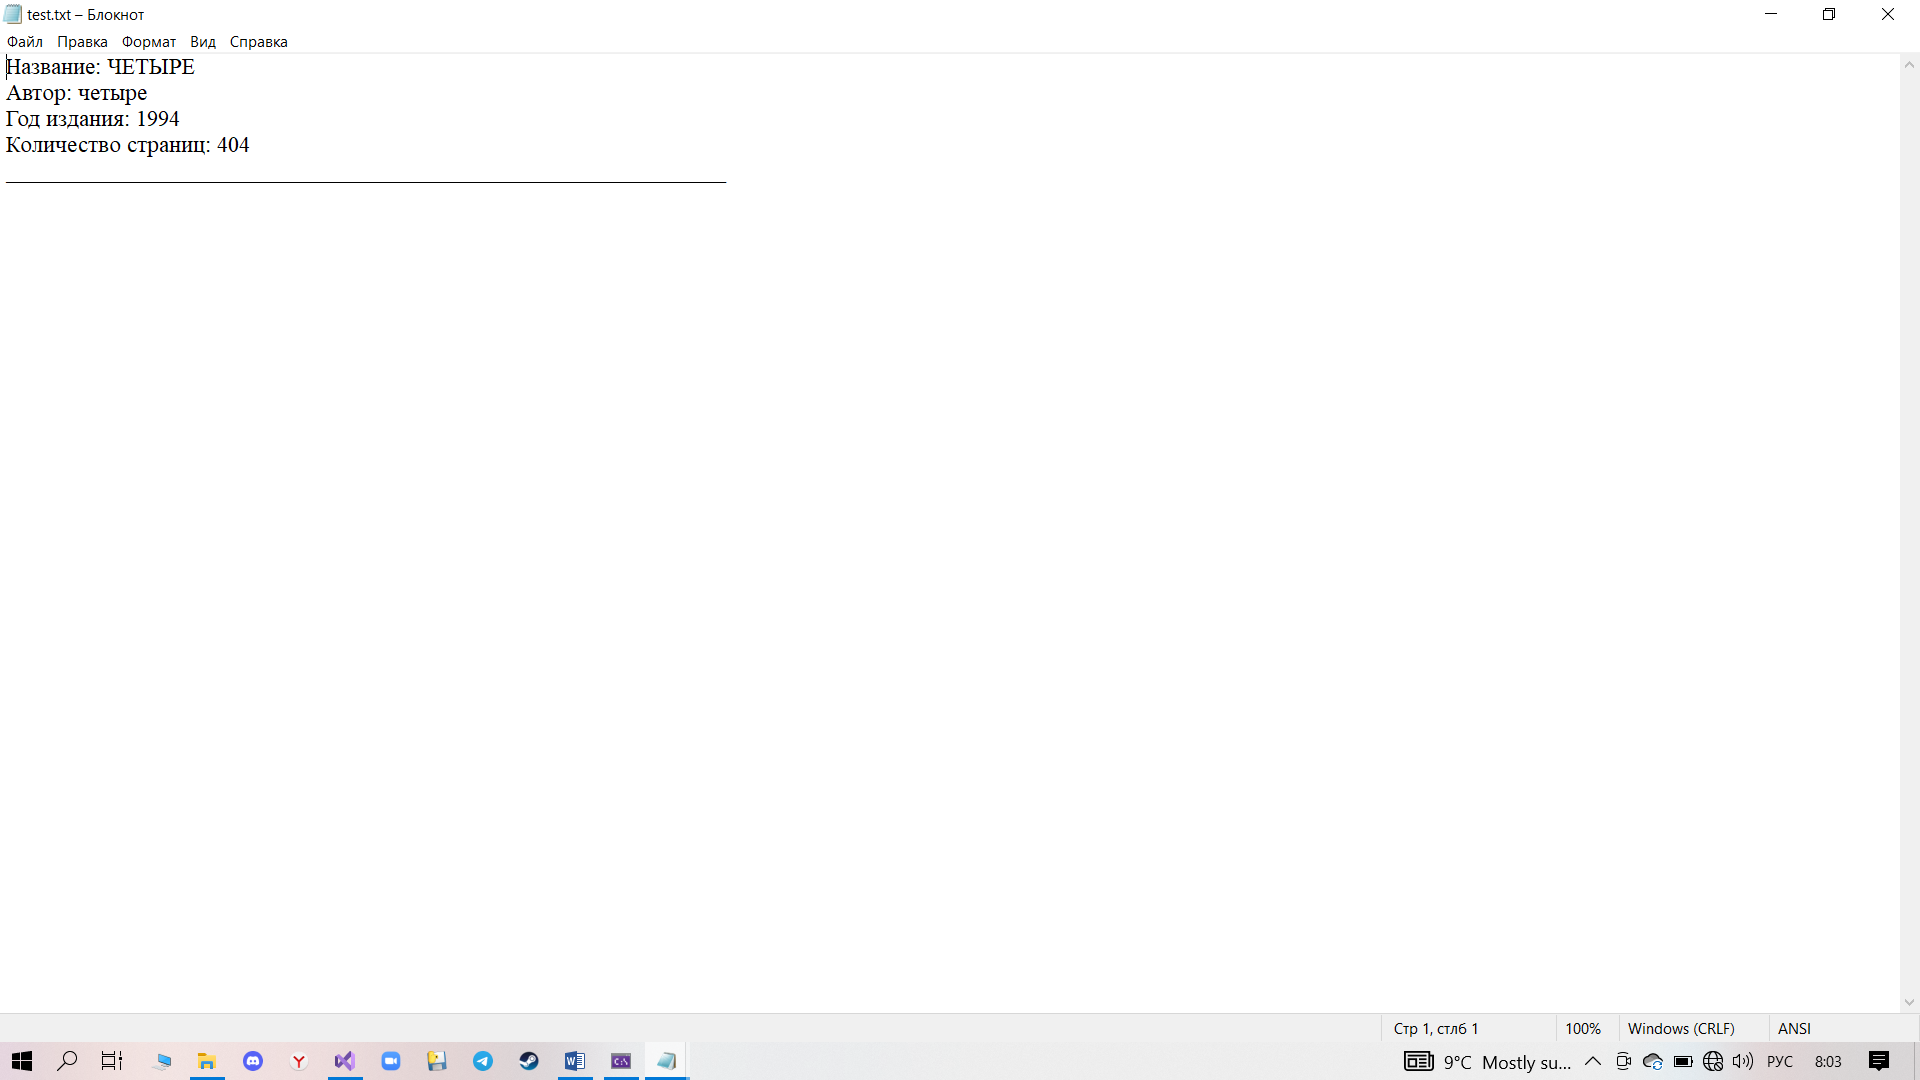 test.txt – Блокнот
Файл Правка Формат Вид Справка
Название: ЧЕТЫРЕ
Автор: четыре
Год издания: 1994
Количество страниц: 404
____________________________________________________________
Стр 1, стлб 1 100% Windows (CRLF) ANSI
9°C Mostly su... РУС 8:03